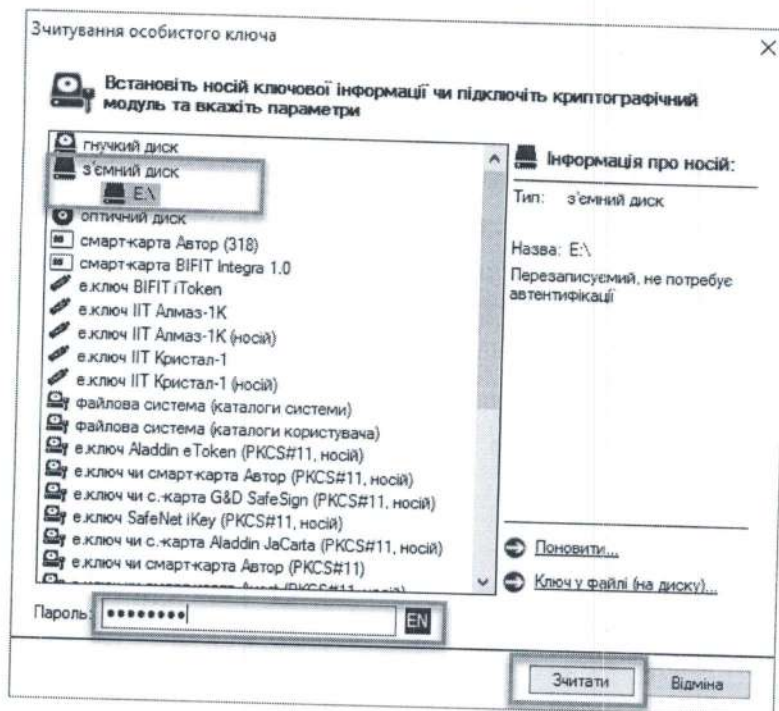 Зчитування особистого ключа
Встановіть носій ключової інформації чи підключіть криптографічний
модуль та вкажіть параметри
гнучкий диск
з'ємний диск
E:\
оптичний диск
смарт-карта Автор (318)
смарт-карта BIFIT Integra 1.0
е.ключ BIFIT iToken
е.ключ ІІТ Алмаз-1К
е.ключ ІІТ Алмаз-1К (носій)
е.ключ ІІТ Кристал-1
е.ключ ІІТ Кристал-1 (носій)
файлова система (каталоги системи)
файлова система (каталоги користувача)
е.ключ Aladdin eToken (PKCS#11, носій)
е.ключ чи смарт-карта Автор (PKCS#11, носій)
е.ключ чи с.-карта G&D SafeSign (PKCS#11, носій)
е.ключ SafeNet iKey (PKCS#11, носій)
е.ключ чи с.-карта Aladdin JaCarta (PKCS#11, носій)
е.ключ чи смарт-карта Автор (PKCS#11)
Інформація про носій:
Тип: з'ємний диск
Назва: E:\
Перезаписуемий, не потребує
автентифікації
Поновити...
Ключ у файлі (на диску)...
Пароль:
EN
Зчитати
Відміна